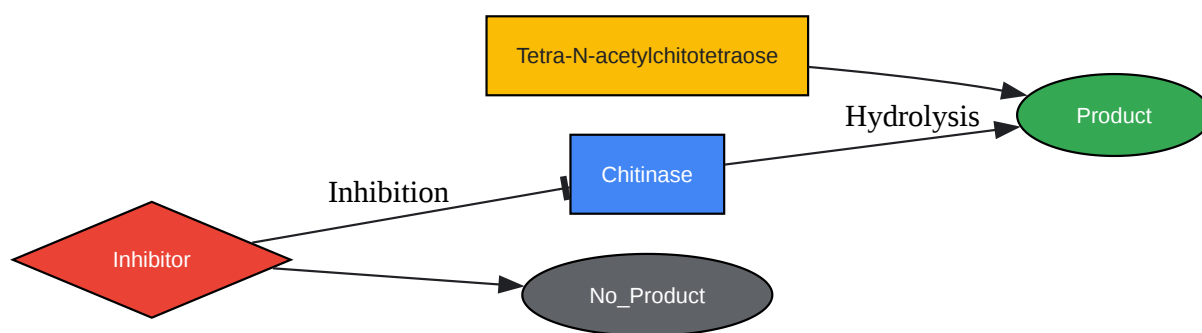 Tetra-N-acetylchitotetraose
Product
Hydrolysis
Chitinase
Inhibition
Inhibitor
No_Product